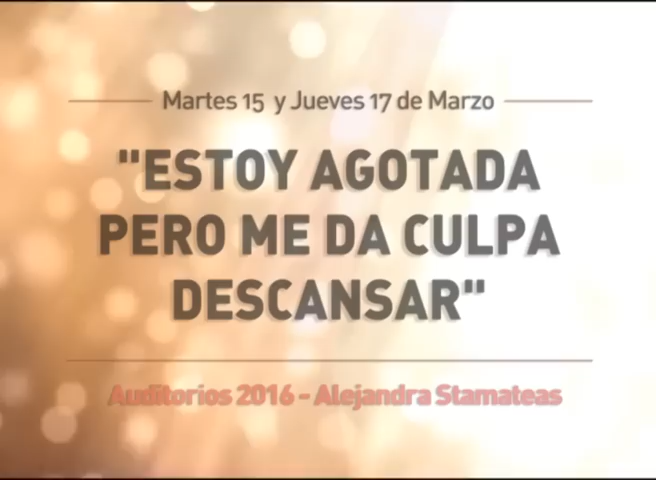 Martes 15 y Jueves 17 de Marzo
"ESTOY AGOTADA
PERO ME DA CULPA
DESCANSAR"
Auditorios 2016 - Alejandra Stamateas